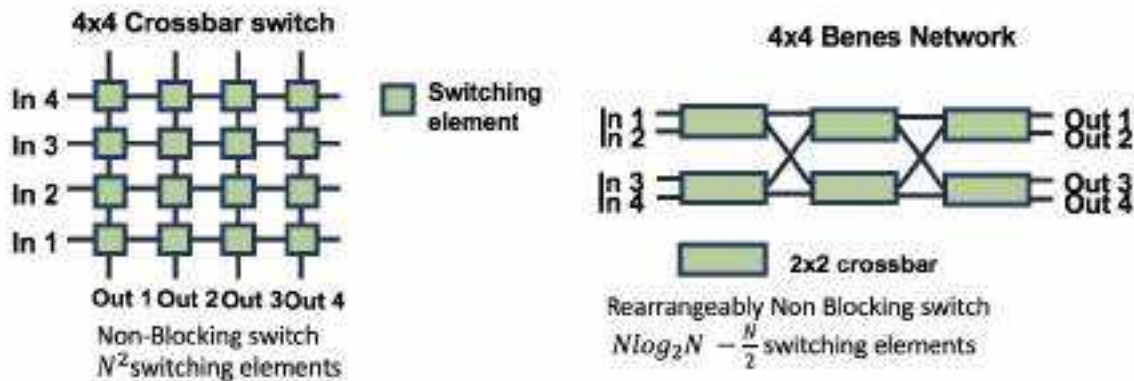 4x4 Crossbar switch
In 4
In 3
In 2
In 1
Out 1 Out 2 Out 3 Out 4
Non-Blocking switch
N² switching elements
Switching
element
4x4 Benes Network
In 1
In 2
In 3
In 4
Out 1
Out 2
Out 3
Out 4
2x2 crossbar
Rearrangeably Non Blocking switch
Nlog₂N − N/2 switching elements